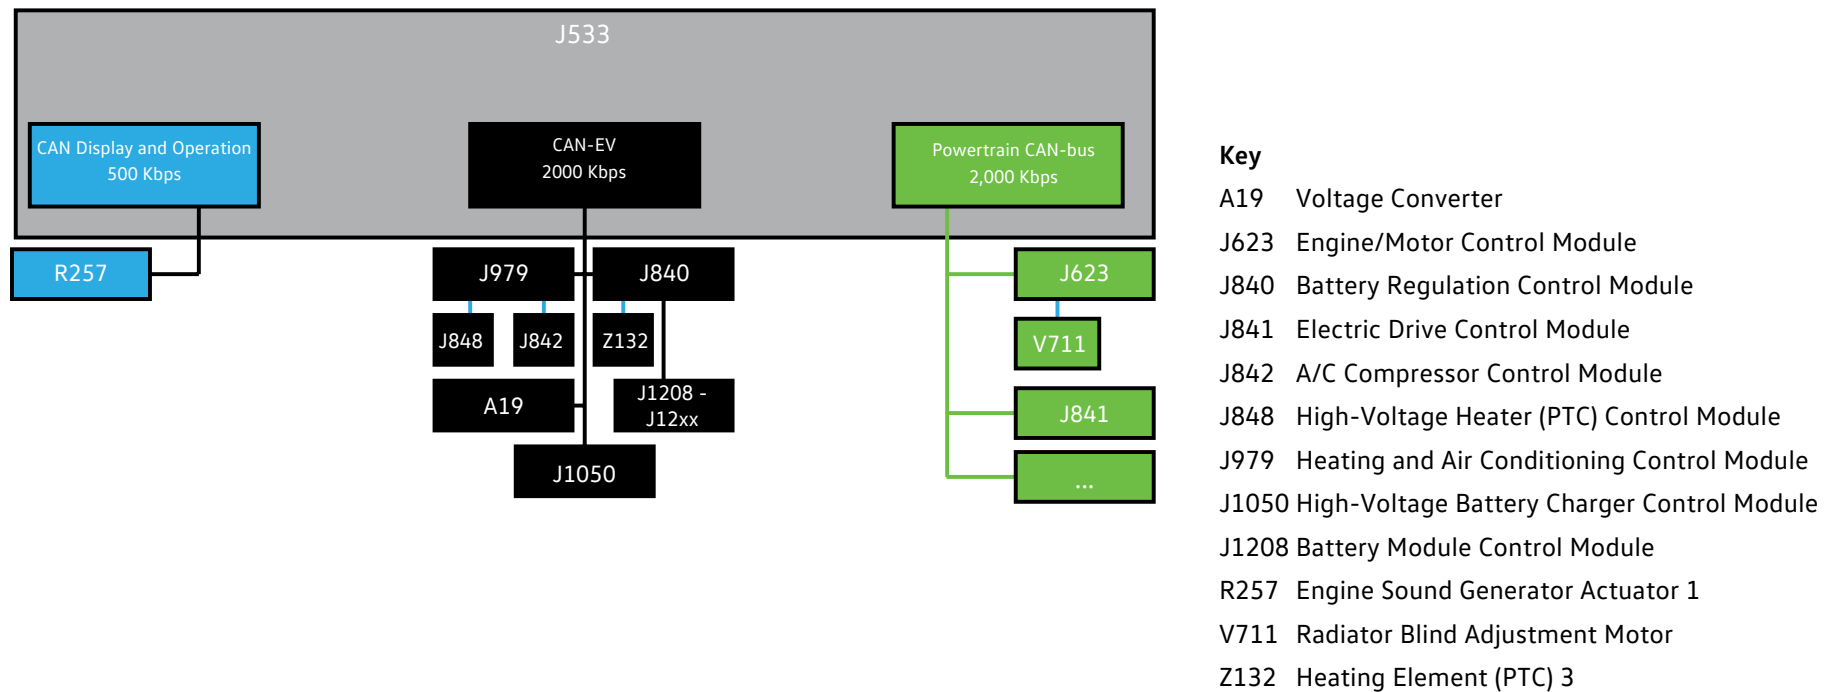 J533
CAN Display and Operation
500 Kbps
CAN-EV
2000 Kbps
Powertrain CAN-bus
2,000 Kbps
R257
J979
J840
J623
J848
J842
Z132
V711
A19
J1208 -
J12xx
J841
J1050
...
Key
A19 Voltage Converter
J623 Engine/Motor Control Module
J840 Battery Regulation Control Module
J841 Electric Drive Control Module
J842 A/C Compressor Control Module
J848 High-Voltage Heater (PTC) Control Module
J979 Heating and Air Conditioning Control Module
J1050 High-Voltage Battery Charger Control Module
J1208 Battery Module Control Module
R257 Engine Sound Generator Actuator 1
V711 Radiator Blind Adjustment Motor
Z132 Heating Element (PTC) 3